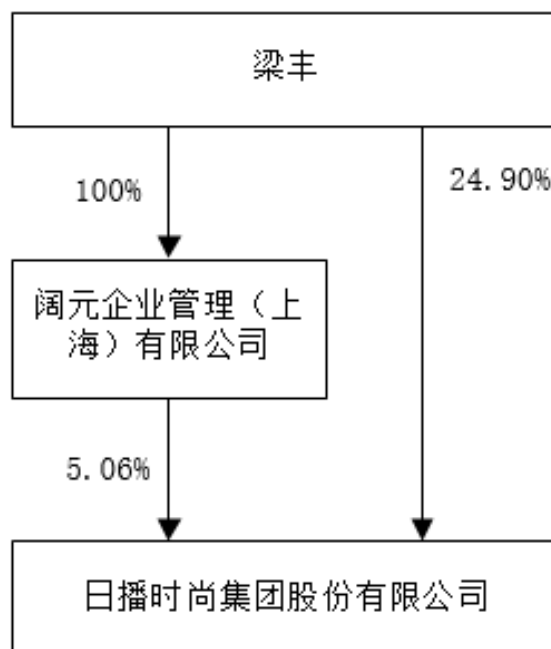 梁丰
100%
24.90%
阔元企业管理（上
海）有限公司
5.06%
日播时尚集团股份有限公司